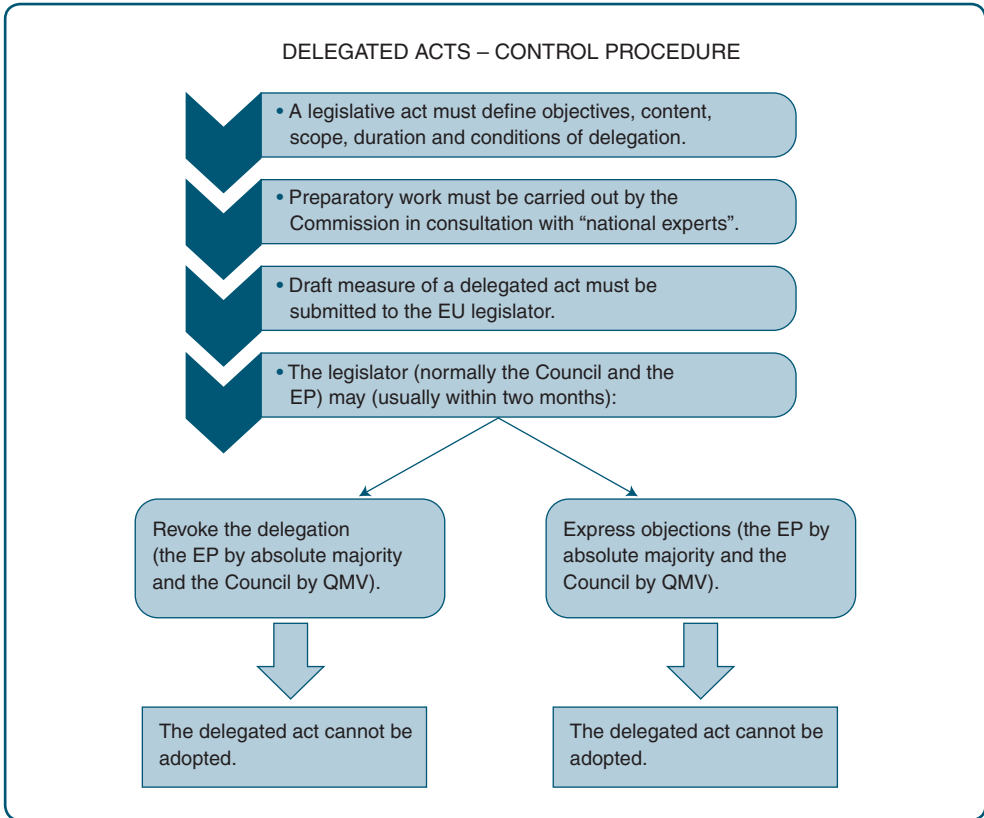 DELEGATED ACTS – CONTROL PROCEDURE
• A legislative act must define objectives, content,
scope, duration and conditions of delegation.
• Preparatory work must be carried out by the
Commission in consultation with “national experts”.
• Draft measure of a delegated act must be
submitted to the EU legislator.
• The legislator (normally the Council and the
EP) may (usually within two months):
Revoke the delegation
(the EP by absolute majority
and the Council by QMV).
Express objections (the EP by
absolute majority and the
Council by QMV).
The delegated act cannot be
adopted.
The delegated act cannot be
adopted.